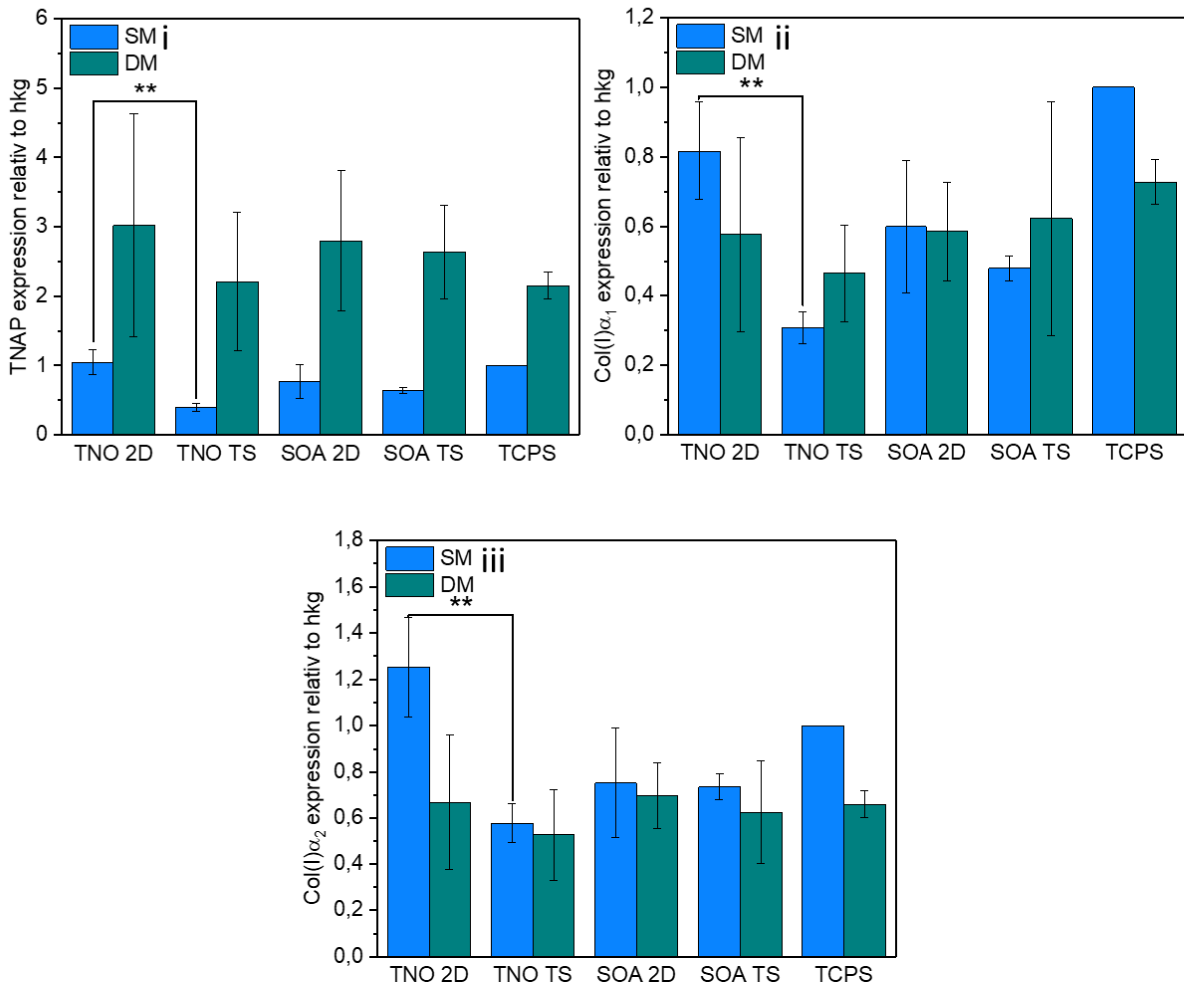 6
5
4
3
2
1
0
TNAP expression relativ to hkg
SM i
DM
**
TNO 2D TNO TS SOA 2D SOA TS TCPS
1,2
1,0
0,8
0,6
0,4
0,2
0,0
Col(I)α₁ expression relativ to hkg
SM ii
DM
**
TNO 2D TNO TS SOA 2D SOA TS TCPS
1,8
1,6
1,4
1,2
1,0
0,8
0,6
0,4
0,2
0,0
Col(I)α₂ expression relativ to hkg
SM iii
DM
**
TNO 2D TNO TS SOA 2D SOA TS TCPS